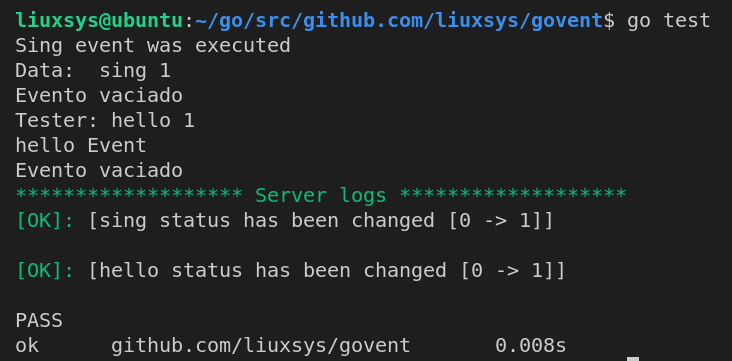 liuxsys@ubuntu:~/go/src/github.com/liuxsys/govent$ go test
Sing event was executed
Data:  sing 1
Evento vaciado
Tester: hello 1
hello Event
Evento vaciado
******************* Server logs *******************
[OK]: [sing status has been changed [0 -> 1]]
[OK]: [hello status has been changed [0 -> 1]]
PASS
ok      github.com/liuxsys/govent       0.008s